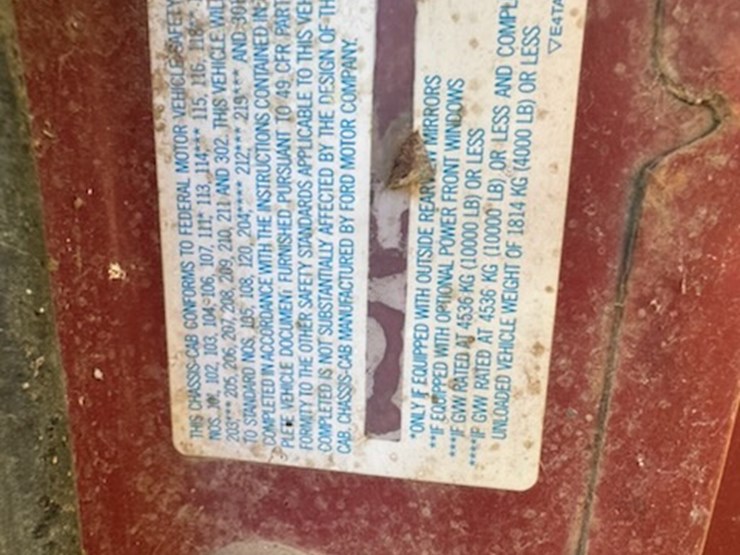 THIS CHASSIS-CAB CONFORMS TO FEDERAL MOTOR VEHICLE SAFETY
NOS. 102, 103, 104, 106, 107, 111* 113, 114*** 115, 116, 118**
203*** 205, 206, 207, 208, 209, 210, 211 AND 302. THIS VEHICLE WILL
TO STANDARD NOS. 105, 108, 120, 204**** 212*** 219*** AND 301
COMPLETED IN ACCORDANCE WITH THE INSTRUCTIONS CONTAINED IN
PLETE VEHICLE DOCUMENT FURNISHED PURSUANT TO 49 CFR PART
FORMITY TO THE OTHER SAFETY STANDARDS APPLICABLE TO THIS VEH
COMPLETED IS NOT SUBSTANTIALLY AFFECTED BY THE DESIGN OF TH
CAB. CHASSIS-CAB MANUFACTURED BY FORD MOTOR COMPANY.
*ONLY IF EQUIPPED WITH OUTSIDE MIRRORS
**IF EQUIPPED WITH OPTIONAL POWER FRONT WINDOWS
***IF GVW RATED AT 4536 KG (10000 LB) OR LESS
****IF GVW RATED AT 4536 KG (10000 LB) OR LESS AND COMPL
UNLOADED VEHICLE WEIGHT OF 1814 KG (4000 LB) OR LESS
▽E4TA